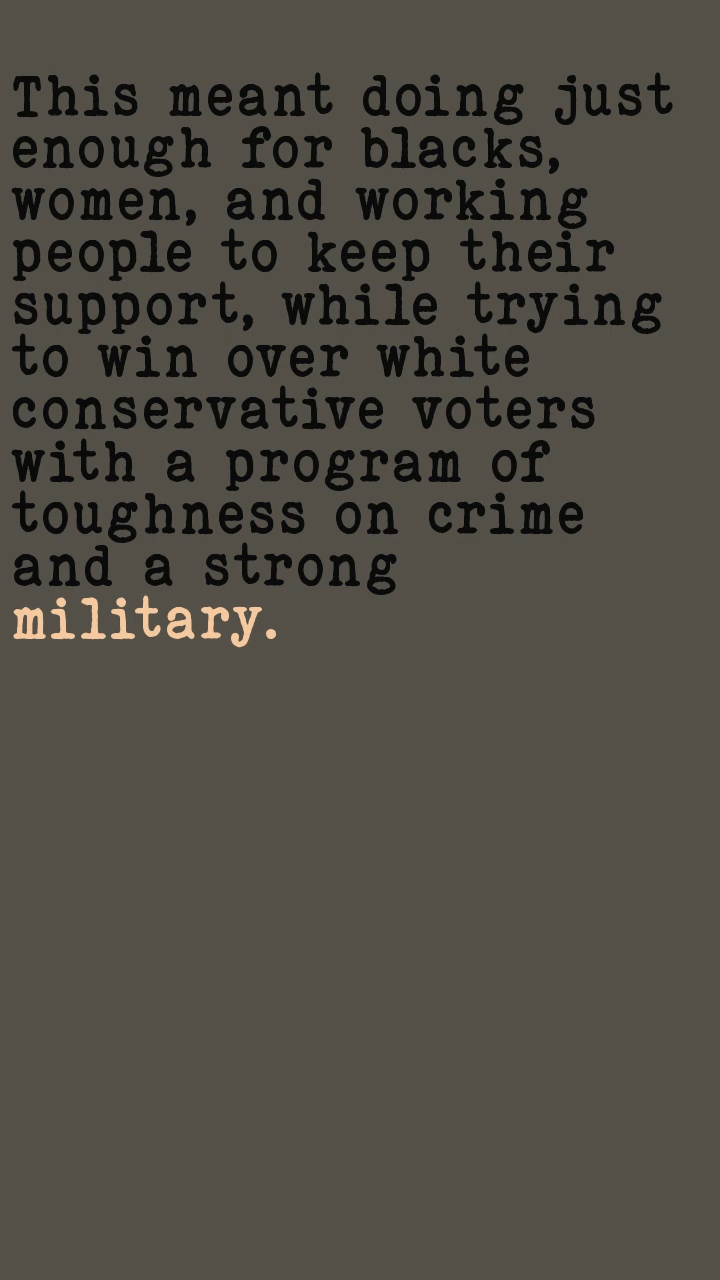 This meant doing just
enough for blacks,
women, and working
people to keep their
support, while trying
to win over white
conservative voters
with a program of
toughness on crime
and a strong
military.